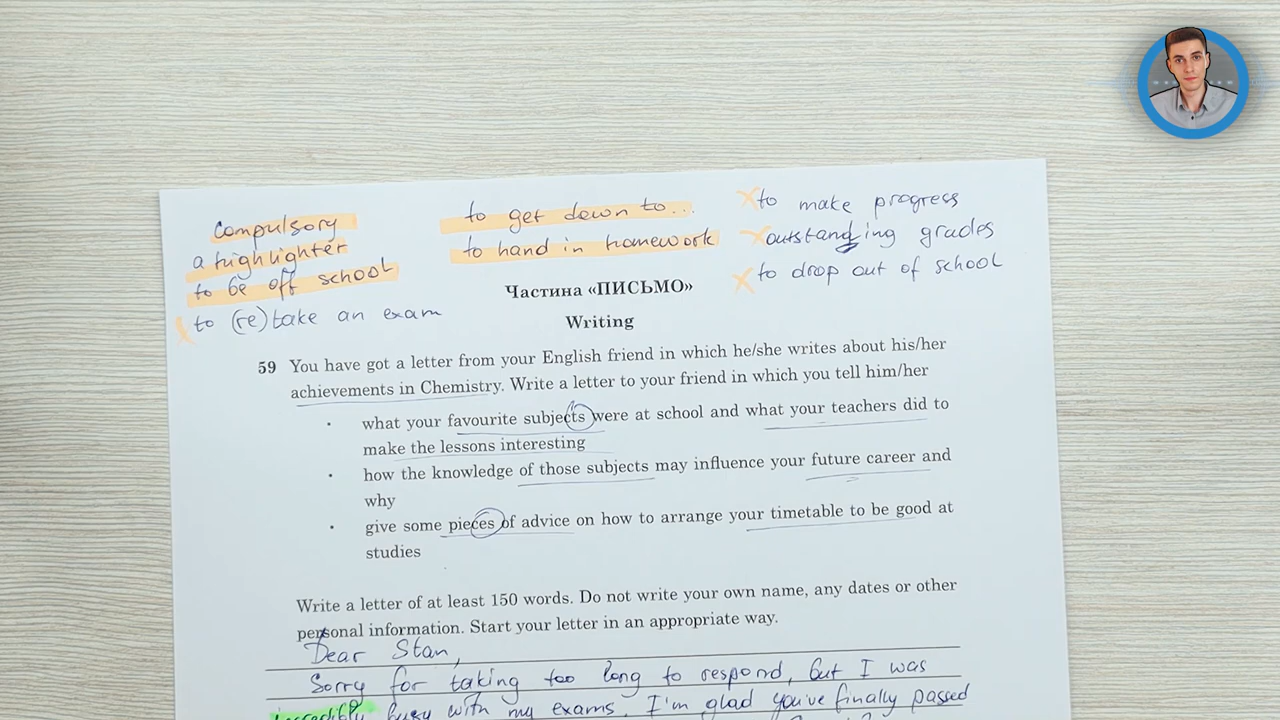 compulsory
a highlighter
to be off school
to (re)take an exam
to get down to...
to hand in homework
to make progress
outstanding grades
to drop out of school
Частина «ПИСЬМО»
Writing
59 You have got a letter from your English friend in which he/she writes about his/her
achievements in Chemistry. Write a letter to your friend in which you tell him/her
• what your favourite subjects were at school and what your teachers did to
make the lessons interesting
• how the knowledge of those subjects may influence your future career and
why
• give some pieces of advice on how to arrange your timetable to be good at
studies
Write a letter of at least 150 words. Do not write your own name, any dates or other
personal information. Start your letter in an appropriate way.
Dear Stan,
Sorry for taking too long to respond, but I was
incredibly busy with my exams. I'm glad you've finally passed